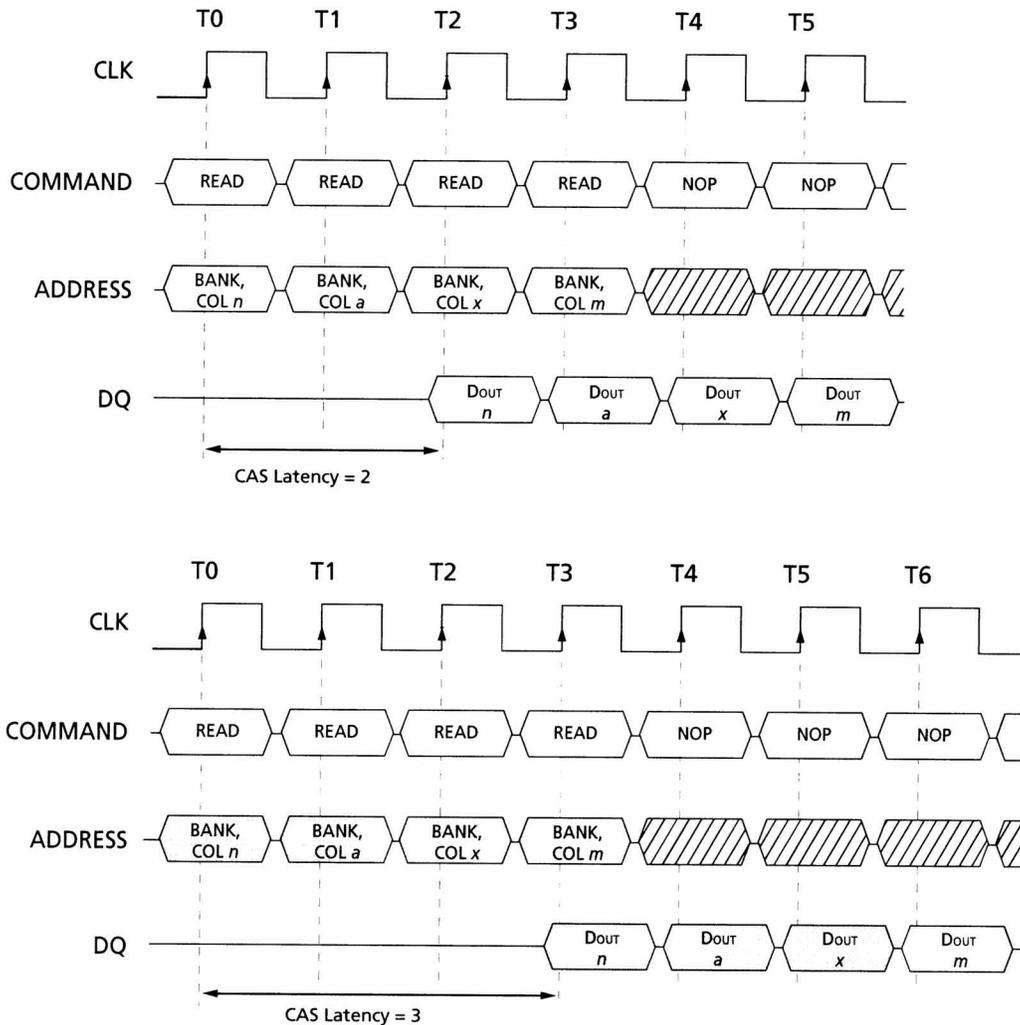 T0 T1 T2 T3 T4 T5
CLK
COMMAND READ READ READ READ NOP NOP
ADDRESS BANK, COL n BANK, COL a BANK, COL x BANK, COL m
DQ DOUT n DOUT a DOUT x DOUT m
CAS Latency = 2
T0 T1 T2 T3 T4 T5 T6
CLK
COMMAND READ READ READ READ NOP NOP NOP
ADDRESS BANK, COL n BANK, COL a BANK, COL x BANK, COL m
DQ DOUT n DOUT a DOUT x DOUT m
CAS Latency = 3